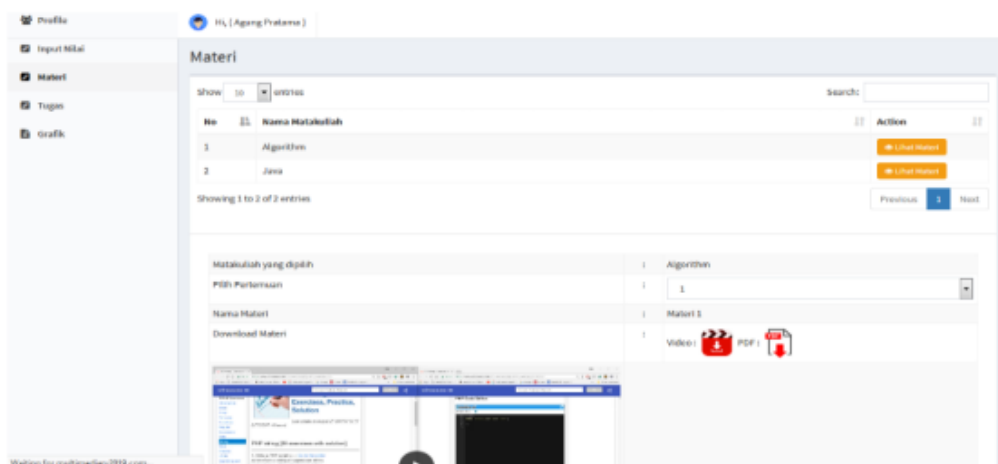 Profile
Hi, ( Agung Pratama )
Input Nilai
Materi
Materi
Tugas
Grafik
Show 10 entries
Search:
No Nama Matakuliah Action
1 Algorithm Lihat Materi
2 Java Lihat Materi
Showing 1 to 2 of 2 entries
Previous 1 Next
Matakuliah yang dipilih : Algorithm
Pilih Pertemuan : 1
Nama Materi : Materi 1
Download Materi : Video : PDF :
Exercises, Practice,
Solution